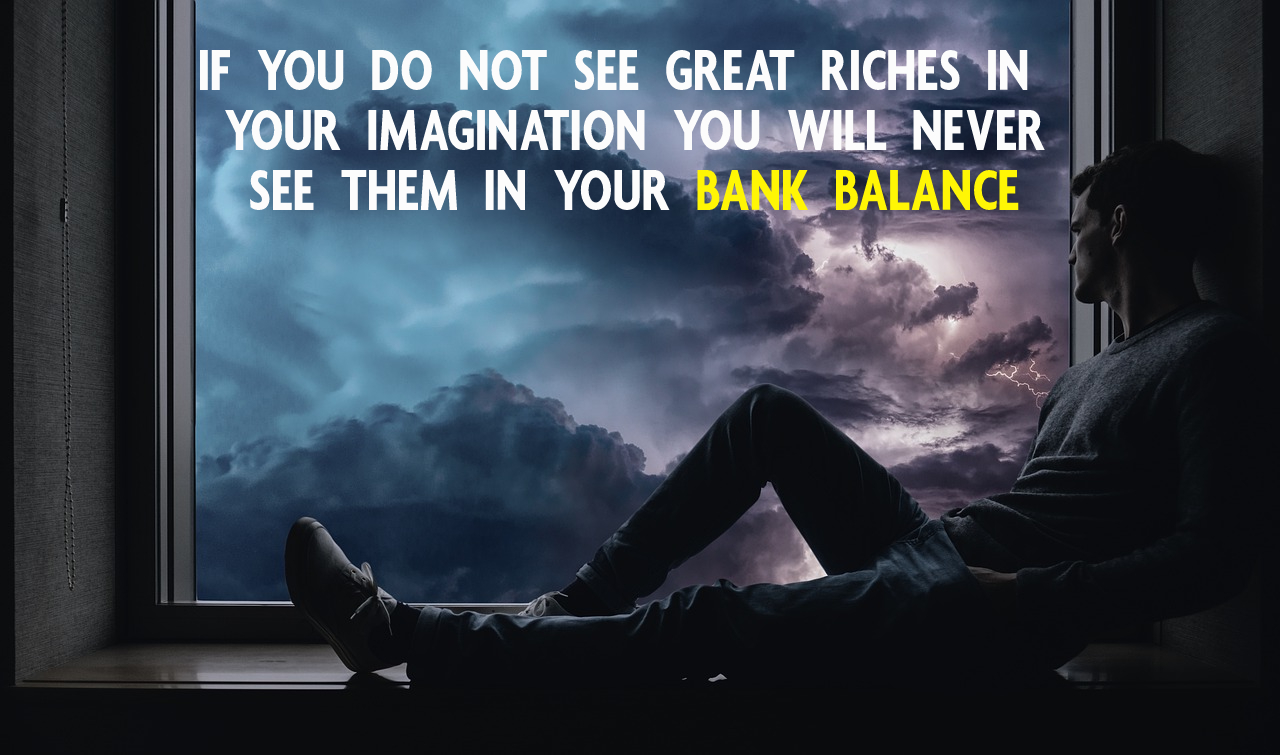 IF YOU DO NOT SEE GREAT RICHES IN
YOUR IMAGINATION YOU WILL NEVER
SEE THEM IN YOUR BANK BALANCE